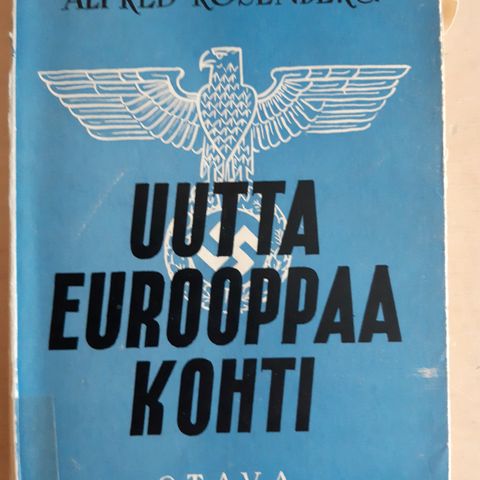 ALFRED ROSENBERG
UUTTA
EUROOPPAA
KOHTI
OTAVA